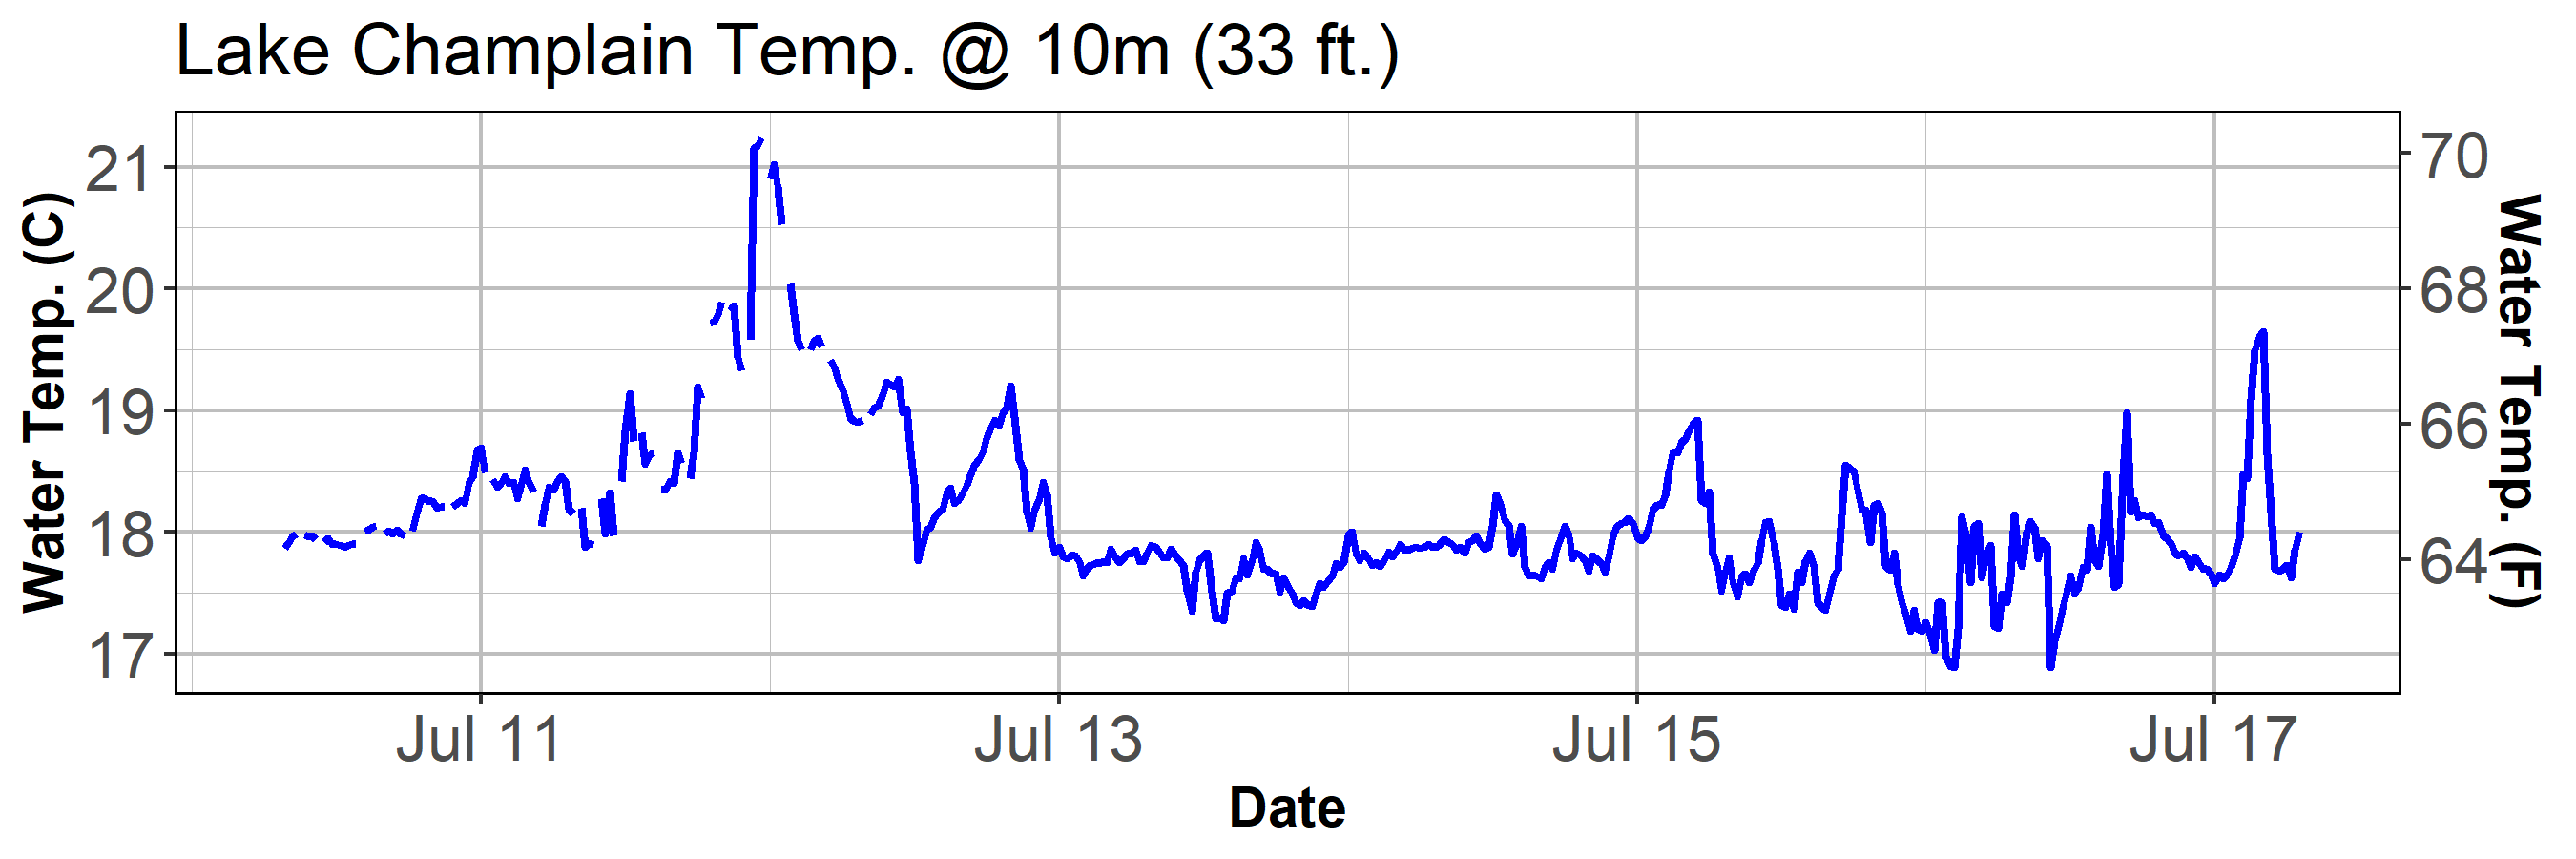 Lake Champlain Temp. @ 10m (33 ft.)
Water Temp. (C)
21
20
19
18
17
70
68
66
64
Water Temp. (F)
Jul 11
Jul 13
Jul 15
Jul 17
Date